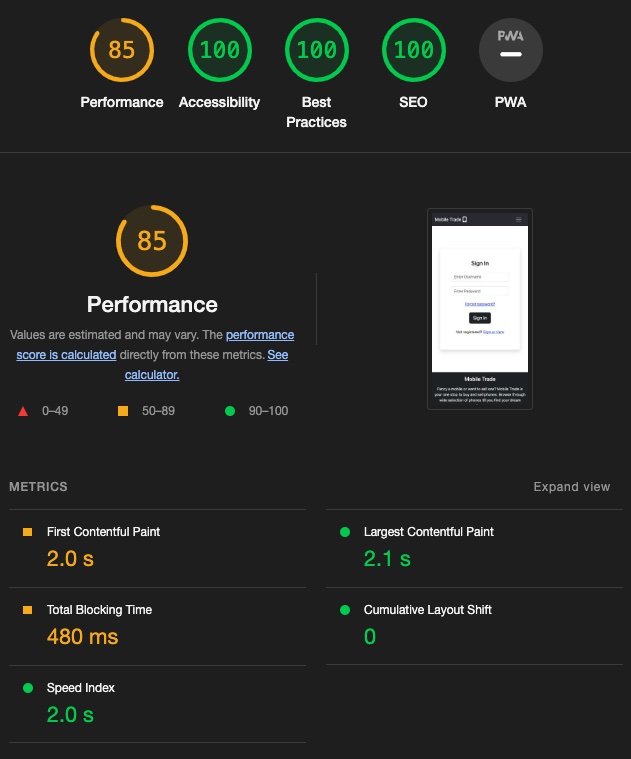 85
100
100
100
PWA
Performance
Accessibility
Best
Practices
SEO
PWA
85
Performance
Values are estimated and may vary. The performance
score is calculated directly from these metrics. See
calculator.
0–49
50–89
90–100
Mobile Trade
Sign In
Enter Username
Enter Password
Forgot password?
Sign In
Not registered? Sign up here
Mobile Trade
Fancy a mobile or want to sell one? Mobile Trade is
your one stop to buy and sell phones. Browse through
wide selection of phones till you find your dream
METRICS
Expand view
First Contentful Paint
2.0 s
Largest Contentful Paint
2.1 s
Total Blocking Time
480 ms
Cumulative Layout Shift
0
Speed Index
2.0 s